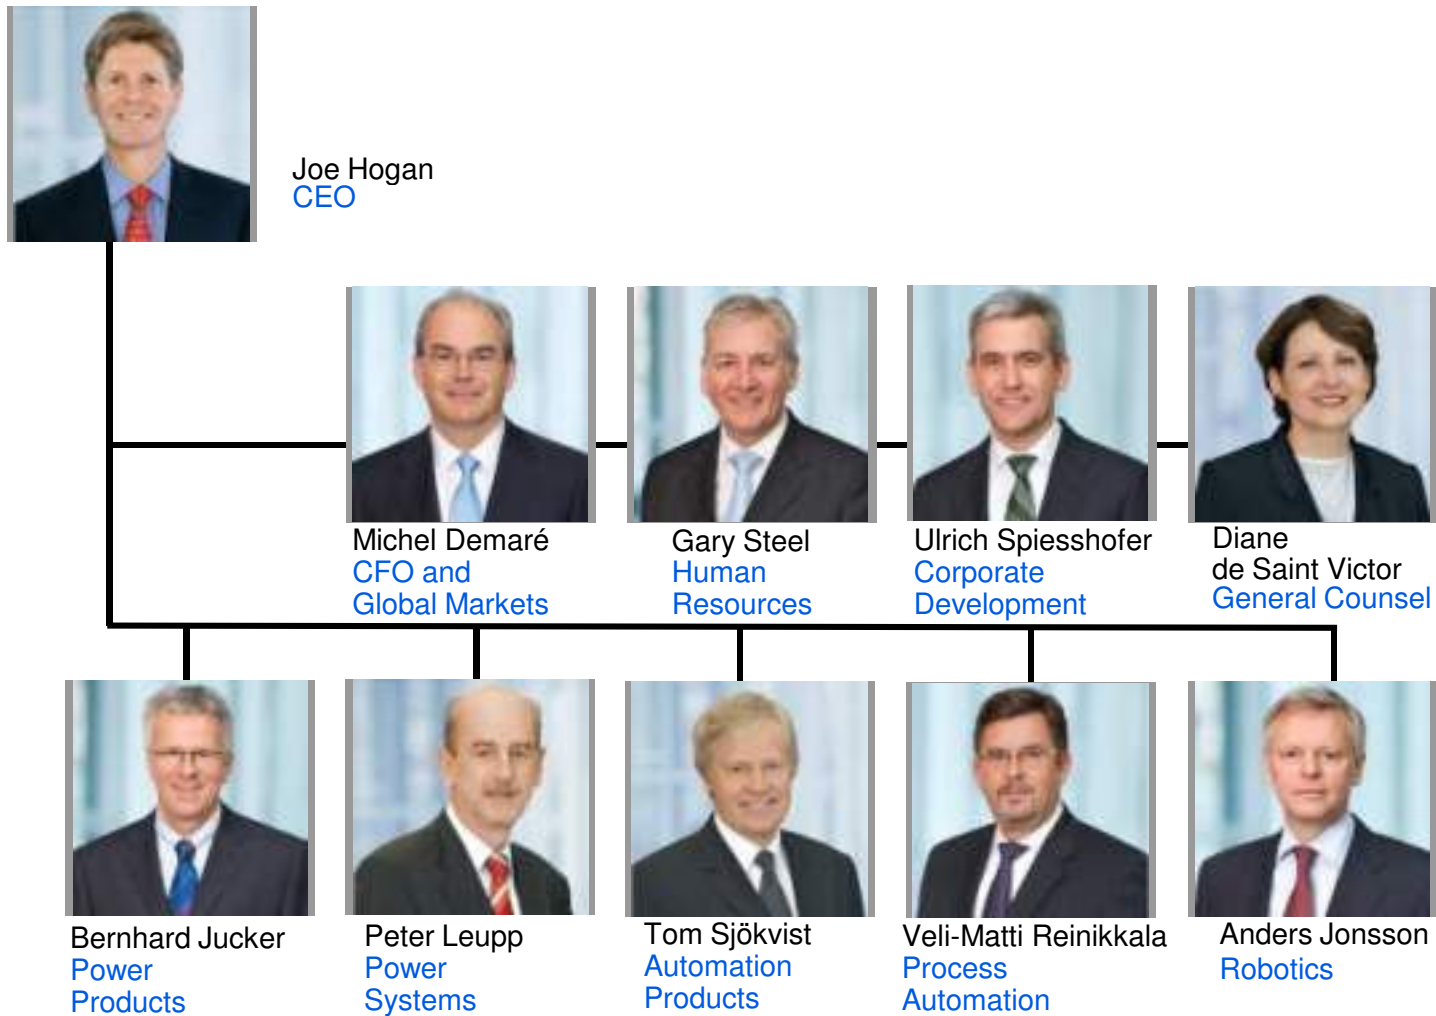 Joe Hogan
CEO
Michel Demaré
CFO and
Global Markets
Gary Steel
Human
Resources
Ulrich Spiesshofer
Corporate
Development
Diane
de Saint Victor
General Counsel
Bernhard Jucker
Power
Products
Peter Leupp
Power
Systems
Tom Sjökvist
Automation
Products
Veli-Matti Reinikkala
Process
Automation
Anders Jonsson
Robotics